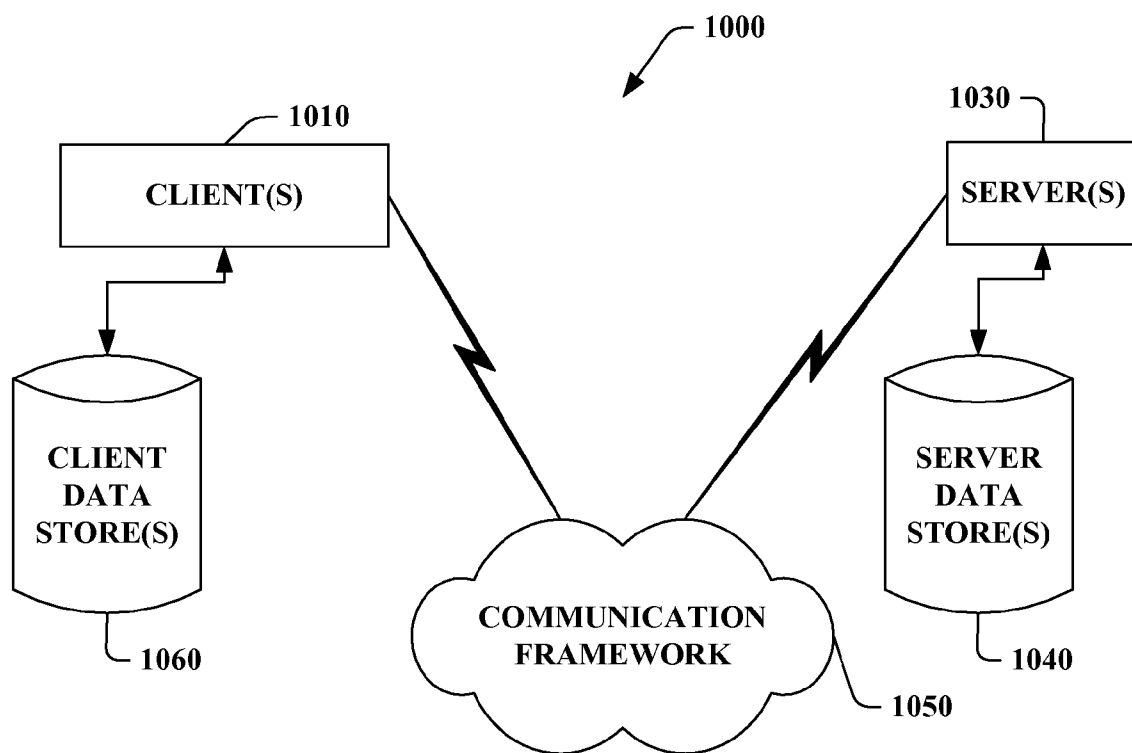 1000
1010
1030
CLIENT(S)
SERVER(S)
CLIENT
DATA
STORE(S)
SERVER
DATA
STORE(S)
COMMUNICATION
FRAMEWORK
1060
1040
1050